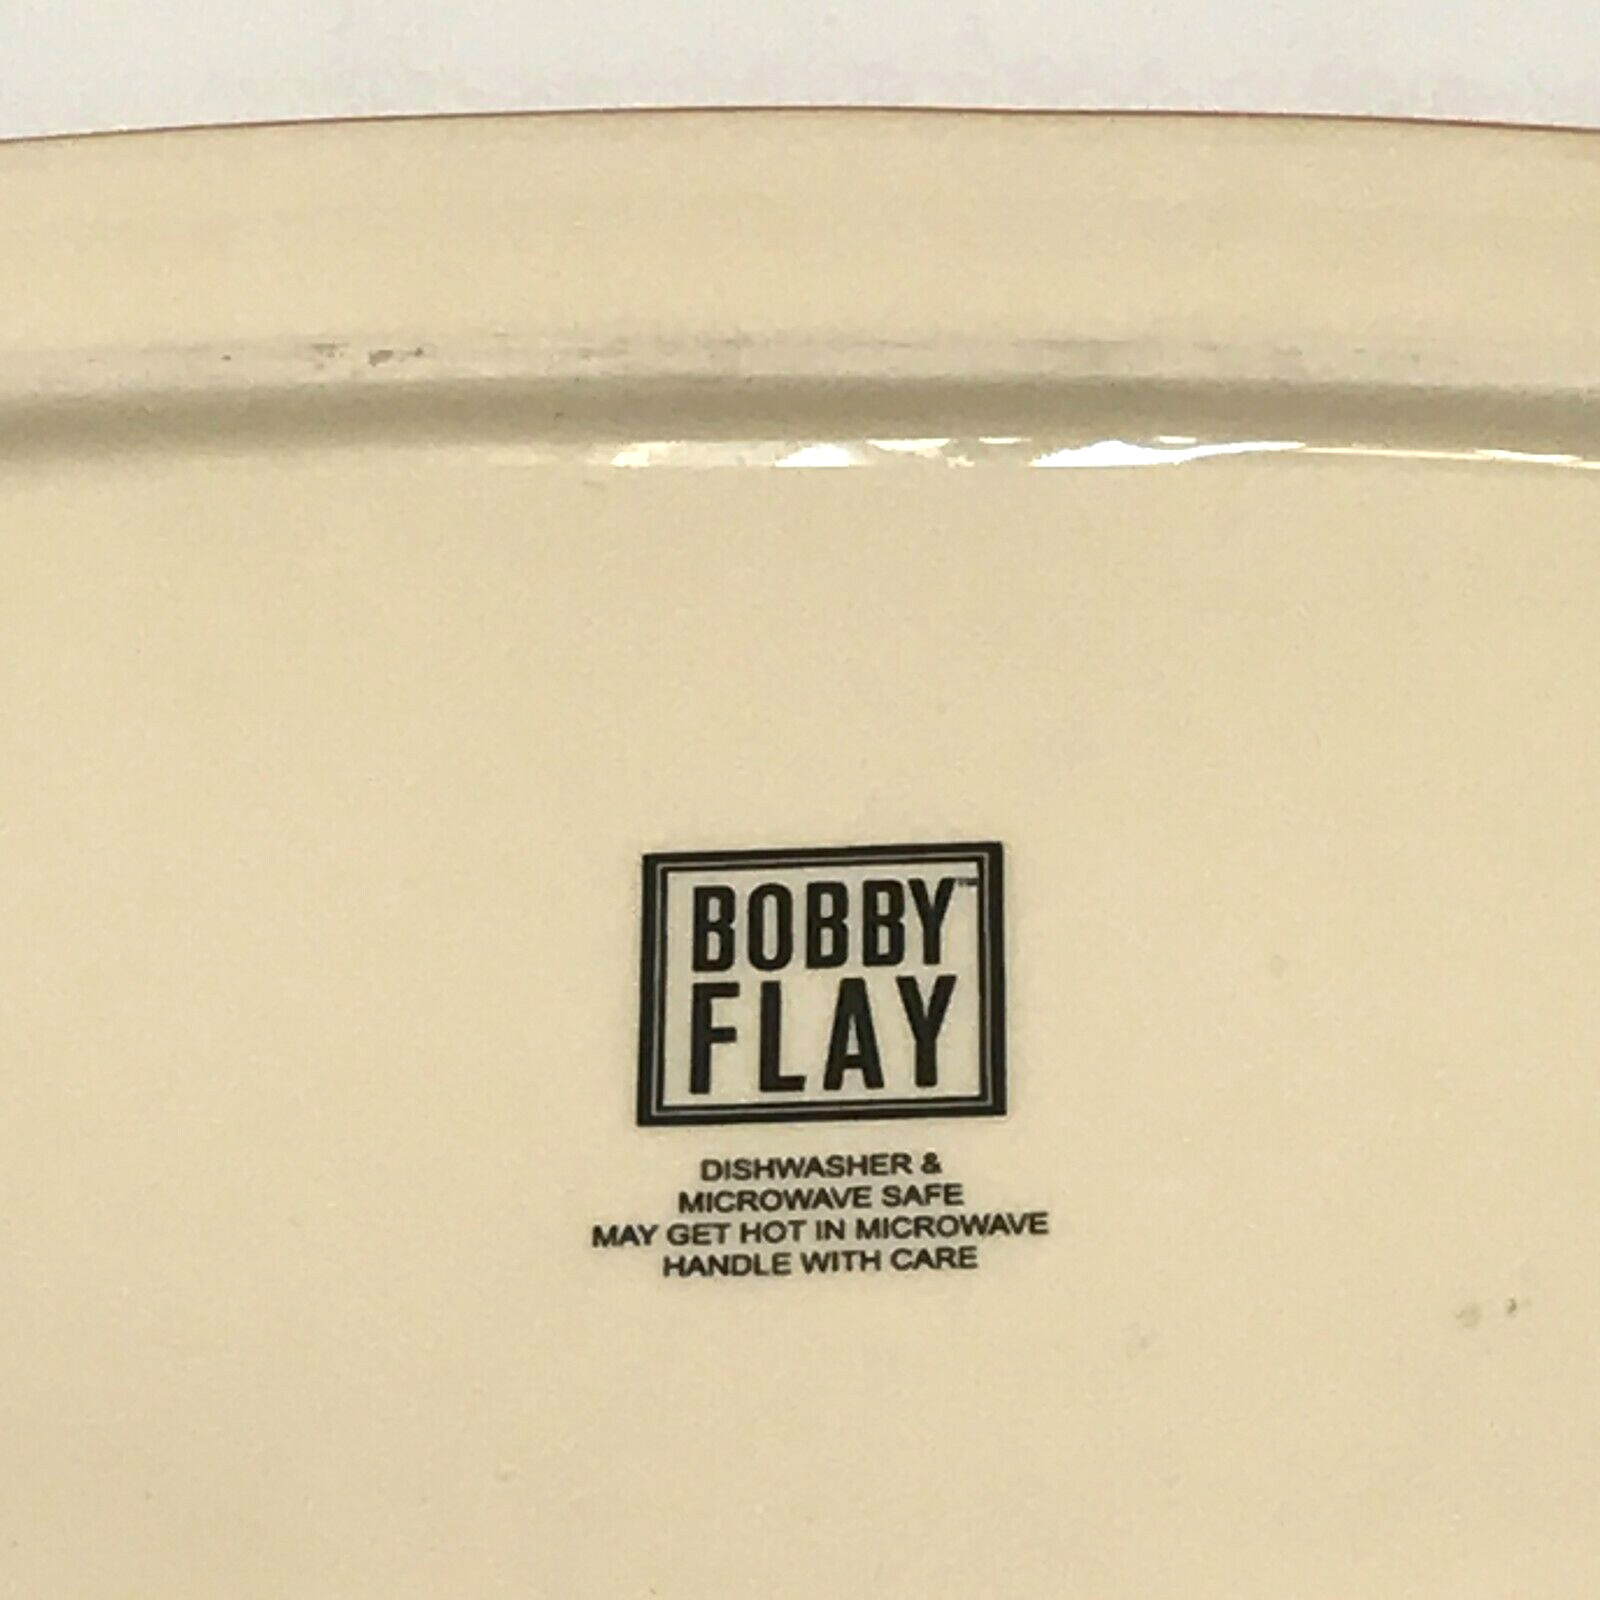 BOBBY™
FLAY
DISHWASHER &
MICROWAVE SAFE
MAY GET HOT IN MICROWAVE
HANDLE WITH CARE